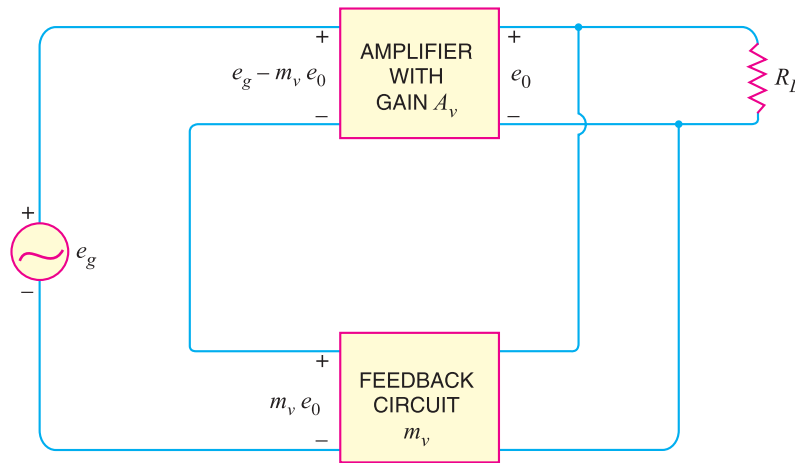 +
e_g – m_v e_0
–
AMPLIFIER
WITH
GAIN A_v
+
e_0
–
R_L
+
e_g
–
+
m_v e_0
–
FEEDBACK
CIRCUIT
m_v